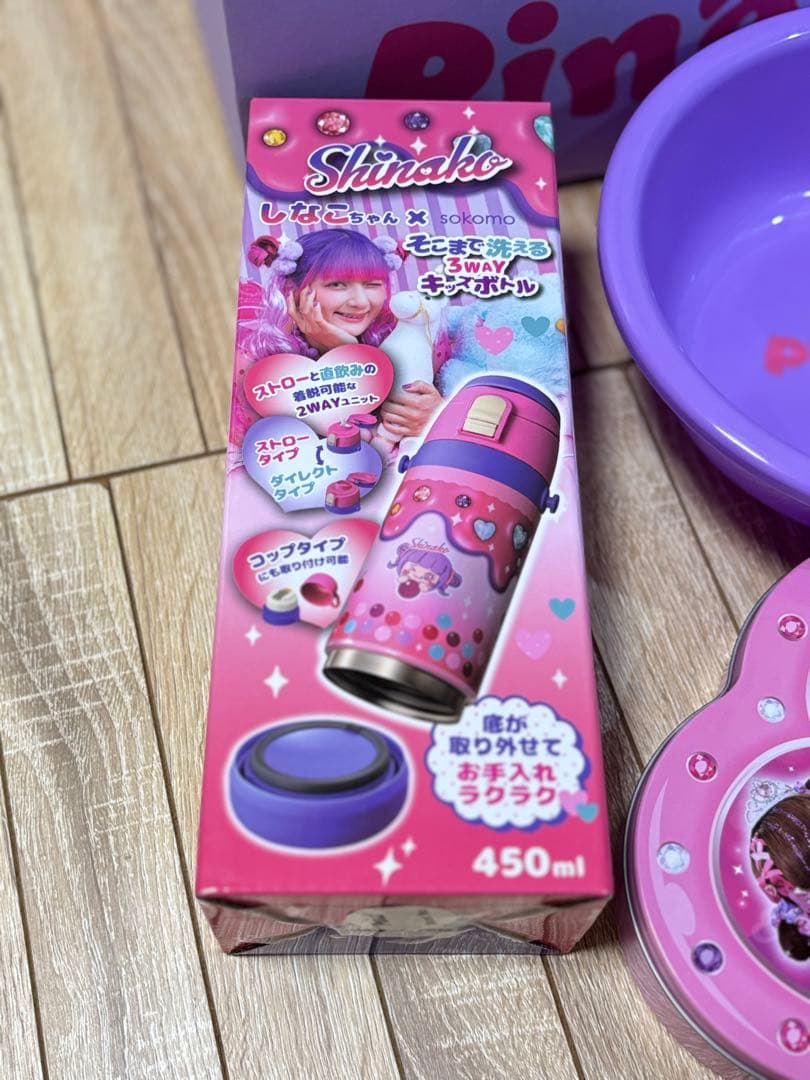 Pina
Shinako
しなこちゃん × sokomo
そこまで洗える
3WAY
キッズボトル
ストローと直飲みの
着脱可能な
2WAYユニット
ストロー
タイプ
ダイレクト
タイプ
コップタイプ
にも取り付け可能
Shinako
底が
取り外せて
お手入れ
ラクラク
450ml
P